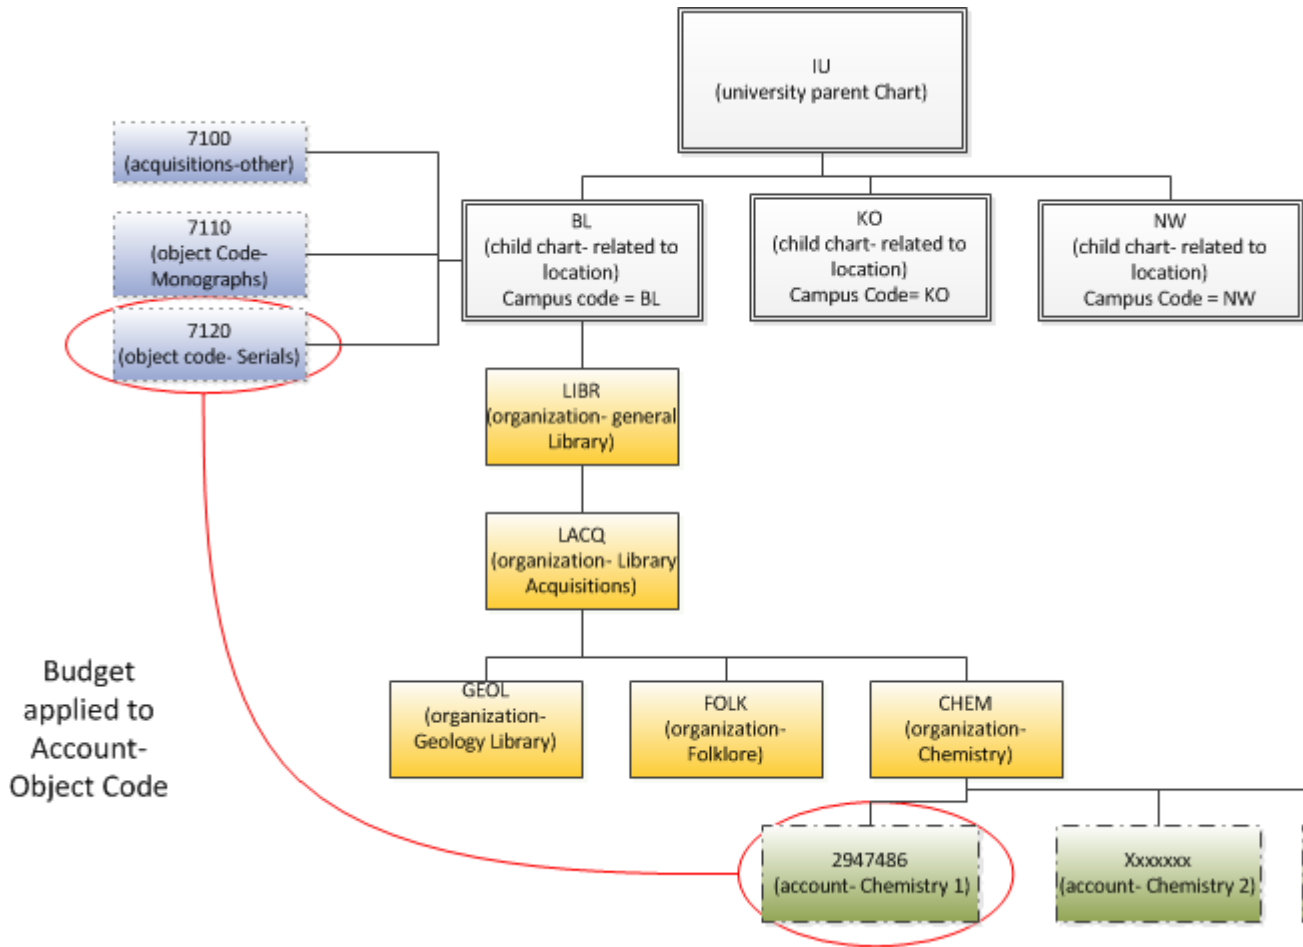 IU
(university parent Chart)
7100
(acquisitions-other)
7110
(object Code-
Monographs)
7120
(object code- Serials)
BL
(child chart- related to
location)
Campus code = BL
KO
(child chart- related to
location)
Campus Code= KO
NW
(child chart- related to
location)
Campus Code = NW
LIBR
(organization- general
Library)
LACQ
(organization- Library
Acquisitions)
Budget
applied to
Account-
Object Code
GEOL
(organization-
Geology Library)
FOLK
(organization-
Folklore)
CHEM
(organization-
Chemistry)
2947486
(account- Chemistry 1)
Xxxxxxx
(account- Chemistry 2)